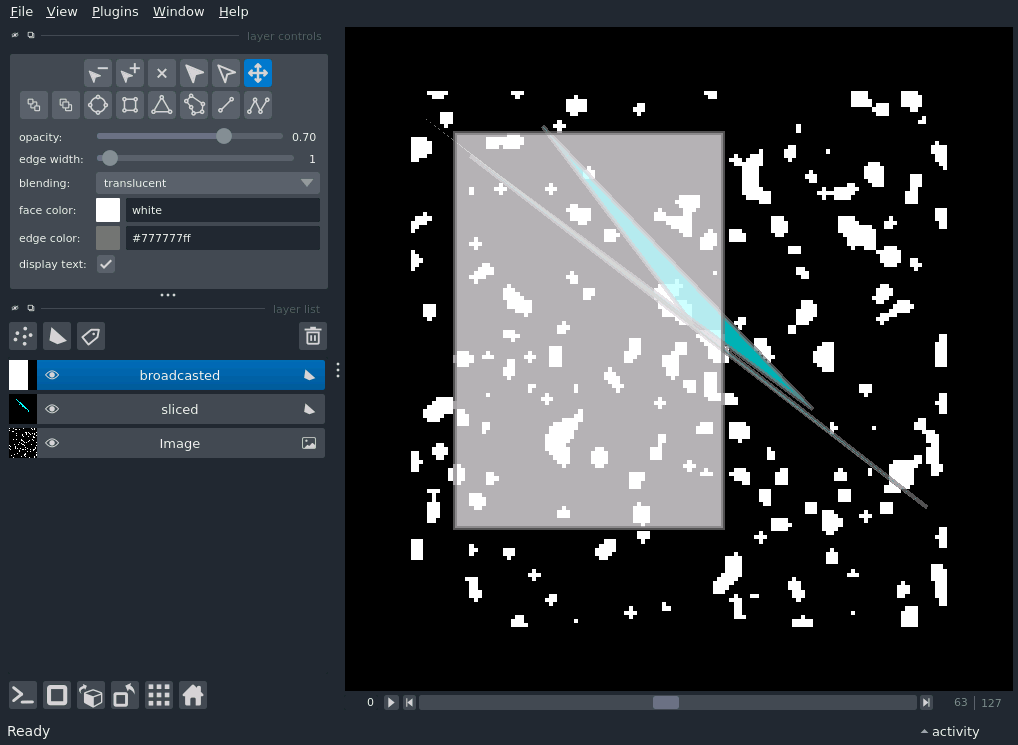 File View Plugins Window Help
layer controls
opacity: 0.70
edge width: 1
blending: translucent
face color: white
edge color: #777777ff
display text:
layer list
broadcasted
sliced
Image
0 63 127
Ready activity